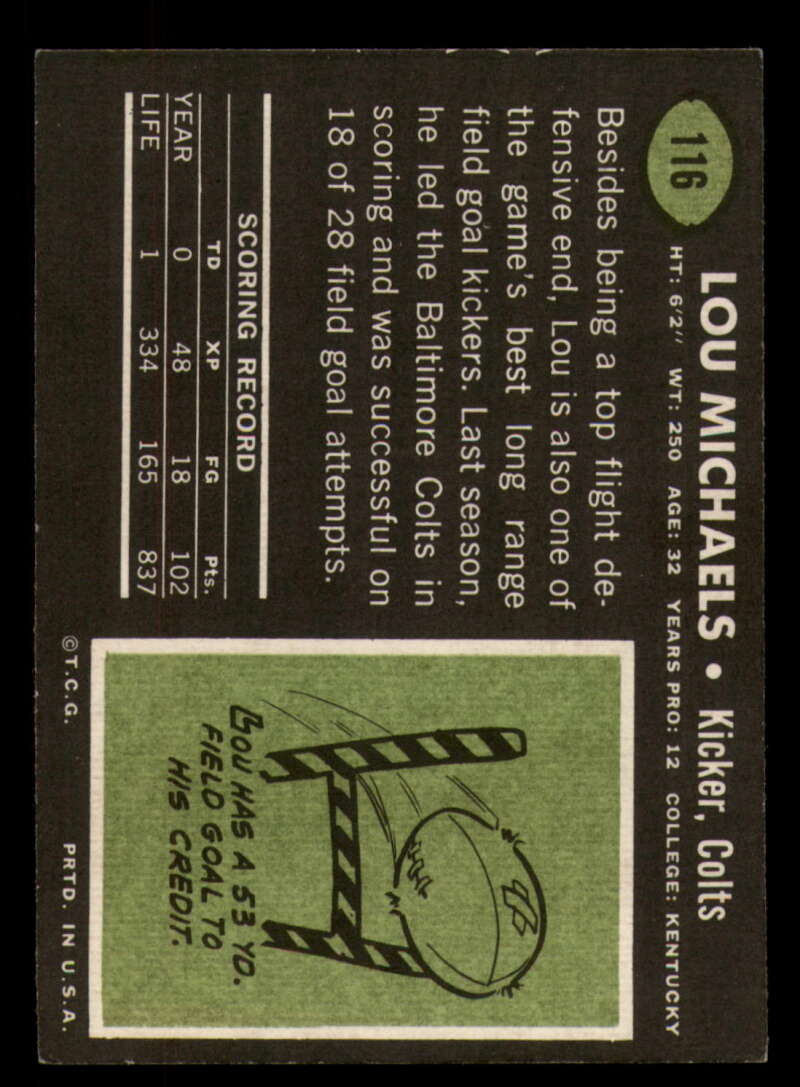 116
LOU MICHAELS • Kicker, Colts
HT: 6'2" WT: 250 AGE: 32 YEARS PRO: 12 COLLEGE: KENTUCKY
Besides being a top flight de-
fensive end, Lou is also one of
the game's best long range
field goal kickers. Last season,
he led the Baltimore Colts in
scoring and was successful on
18 of 28 field goal attempts.
SCORING RECORD
TD XP FG Pts.
YEAR 0 48 18 102
LIFE 1 334 165 837
LOU HAS A 53 YD.
FIELD GOAL TO
HIS CREDIT.
©T.C.G. PRTD. IN U.S.A.